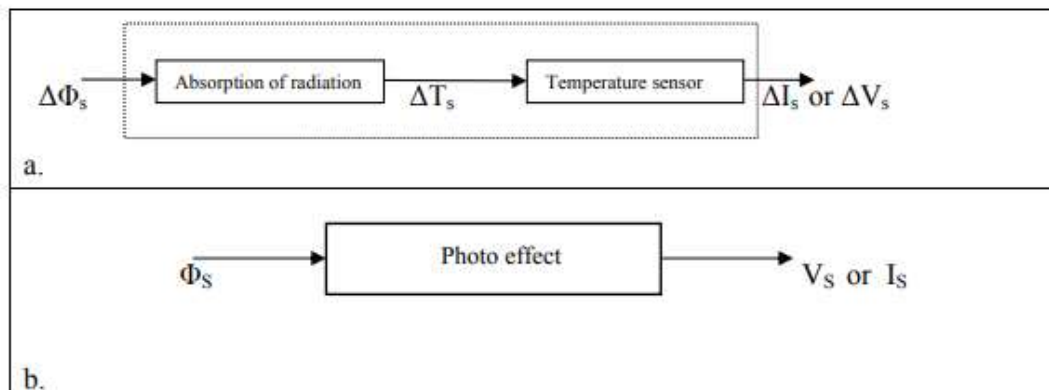 Absorption of radiation
Temperature sensor
ΔΦs
ΔTs
ΔIs or ΔVs
a.
Photo effect
ΦS
VS or IS
b.